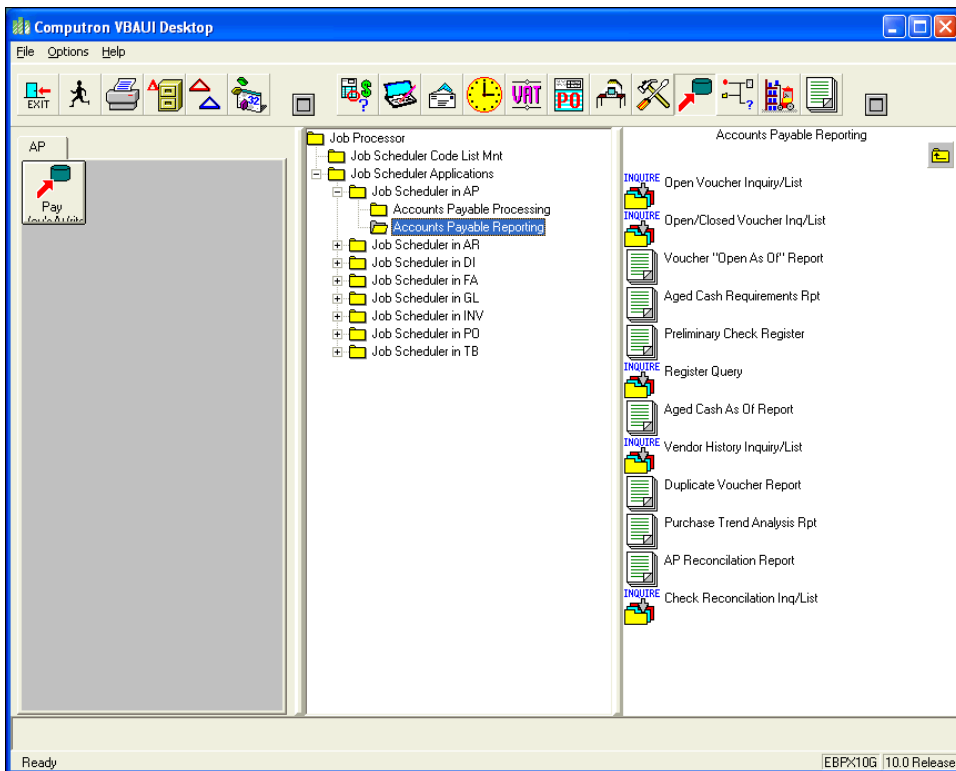 Computron VBAUI Desktop
File Options Help
EXIT
32
VAT
PO
AP
Pay
Job Processor
Job Scheduler Code List Mnt
Job Scheduler Applications
Job Scheduler in AP
Accounts Payable Processing
Accounts Payable Reporting
Job Scheduler in AR
Job Scheduler in DI
Job Scheduler in FA
Job Scheduler in GL
Job Scheduler in INV
Job Scheduler in PO
Job Scheduler in TB
Accounts Payable Reporting
INQUIRE Open Voucher Inquiry/List
INQUIRE Open/Closed Voucher Inq/List
Voucher "Open As Of" Report
Aged Cash Requirements Rpt
Preliminary Check Register
INQUIRE Register Query
Aged Cash As Of Report
INQUIRE Vendor History Inquiry/List
Duplicate Voucher Report
Purchase Trend Analysis Rpt
AP Reconcilation Report
INQUIRE Check Reconcilation Inq/List
Ready
EBPX10G 10.0 Release